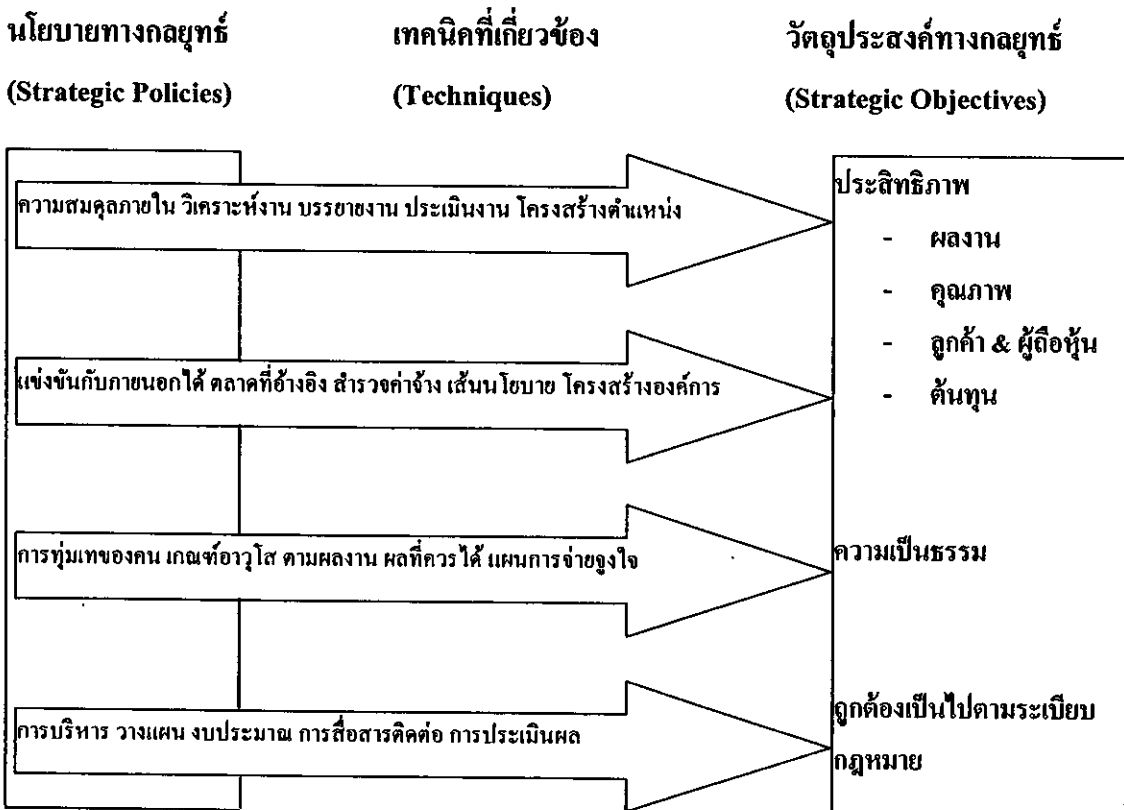 นโยบายทางกลยุทธ์ เทคนิคที่เกี่ยวข้อง วัตถุประสงค์ทางกลยุทธ์
(Strategic Policies) (Techniques) (Strategic Objectives)
ความสมดุลภายใน วิเคราะห์งาน บรรยายงาน ประเมินงาน โครงสร้างตำแหน่ง
แข่งขันกับภายนอกได้ ตลาดที่อ้างอิง สำรวจค่าจ้าง เส้นนโยบาย โครงสร้างองค์การ
การทุ่มเทของคน เกณฑ์อาวุโส ตามผลงาน ผลที่ควรได้ แผนการจ่ายจูงใจ
การบริหาร วางแผน งบประมาณ การสื่อสารติดต่อ การประเมินผล
ประสิทธิภาพ
- ผลงาน
- คุณภาพ
- ลูกค้า & ผู้ถือหุ้น
- ต้นทุน
ความเป็นธรรม
ถูกต้องเป็นไปตามระเบียบ
กฎหมาย